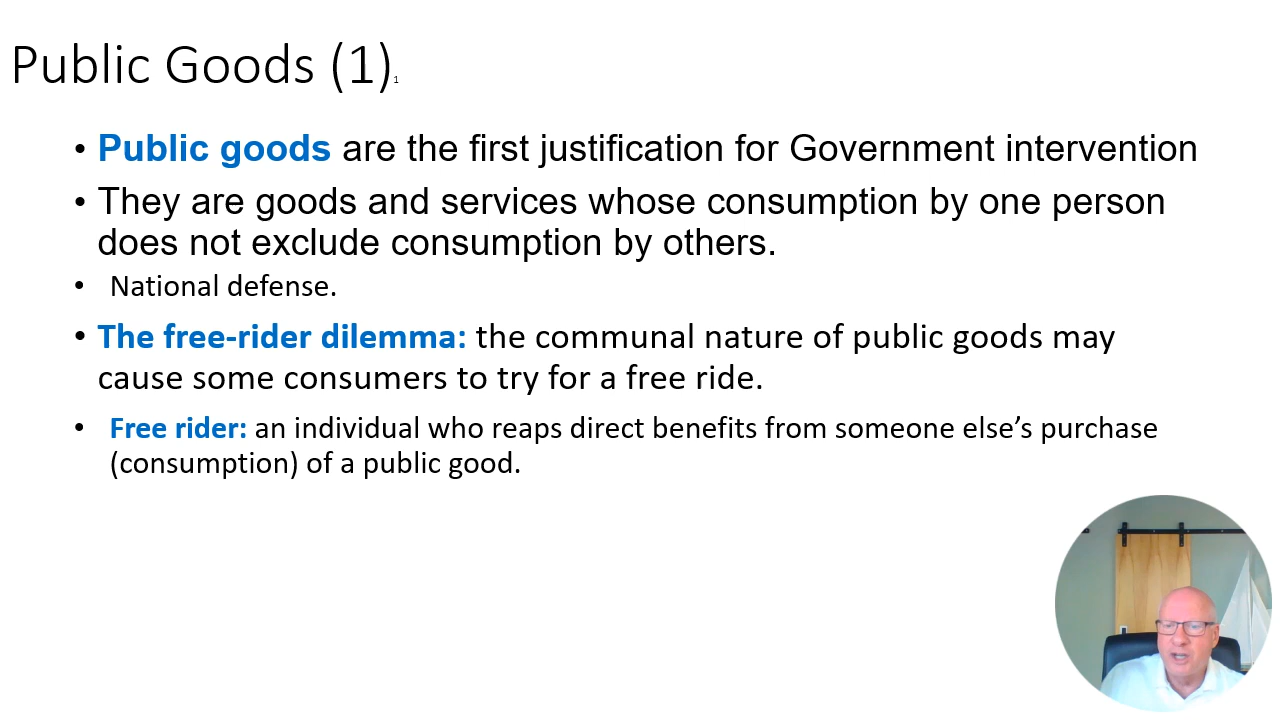 Public Goods (1)1
• Public goods are the first justification for Government intervention
• They are goods and services whose consumption by one person
does not exclude consumption by others.
• National defense.
• The free-rider dilemma: the communal nature of public goods may
cause some consumers to try for a free ride.
• Free rider: an individual who reaps direct benefits from someone else’s purchase
(consumption) of a public good.